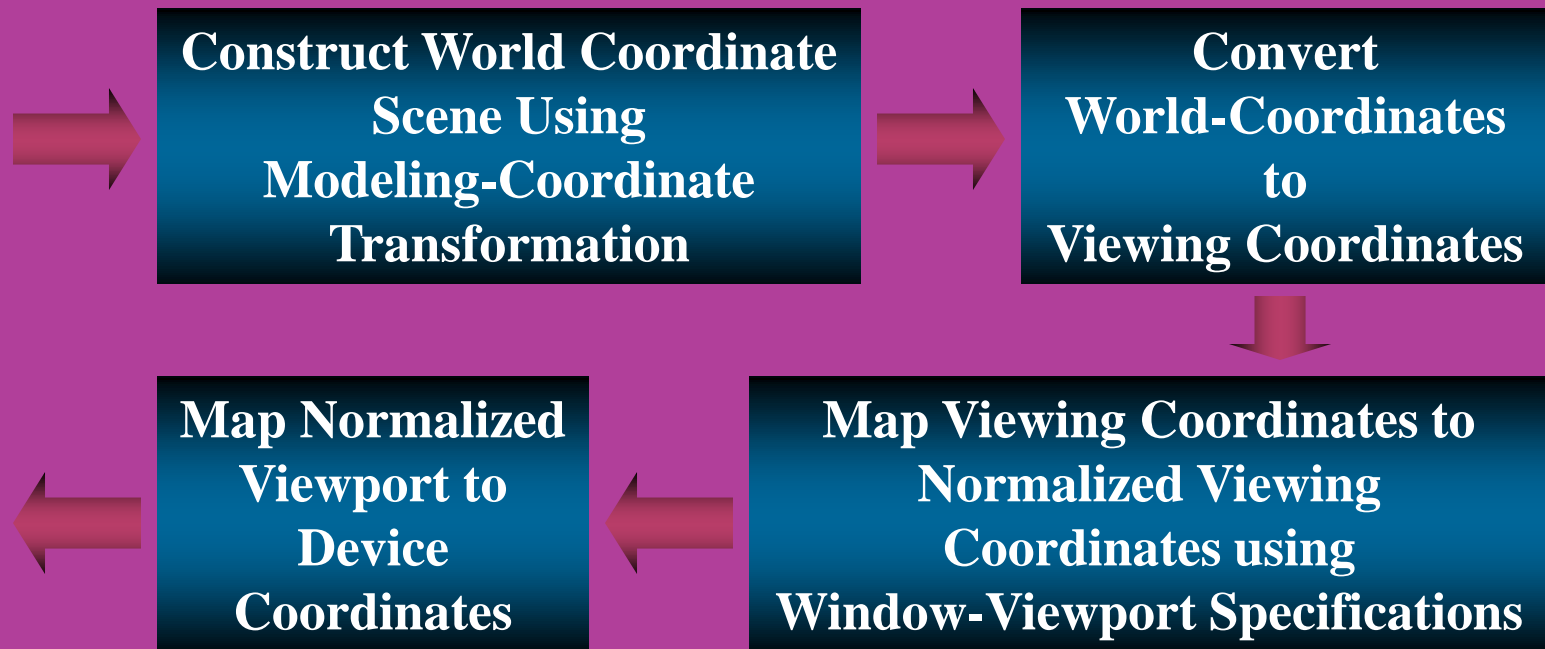 Construct World Coordinate
Scene Using
Modeling-Coordinate
Transformation
Convert
World-Coordinates
to
Viewing Coordinates
Map Viewing Coordinates to
Normalized Viewing
Coordinates using
Window-Viewport Specifications
Map Normalized
Viewport to
Device
Coordinates